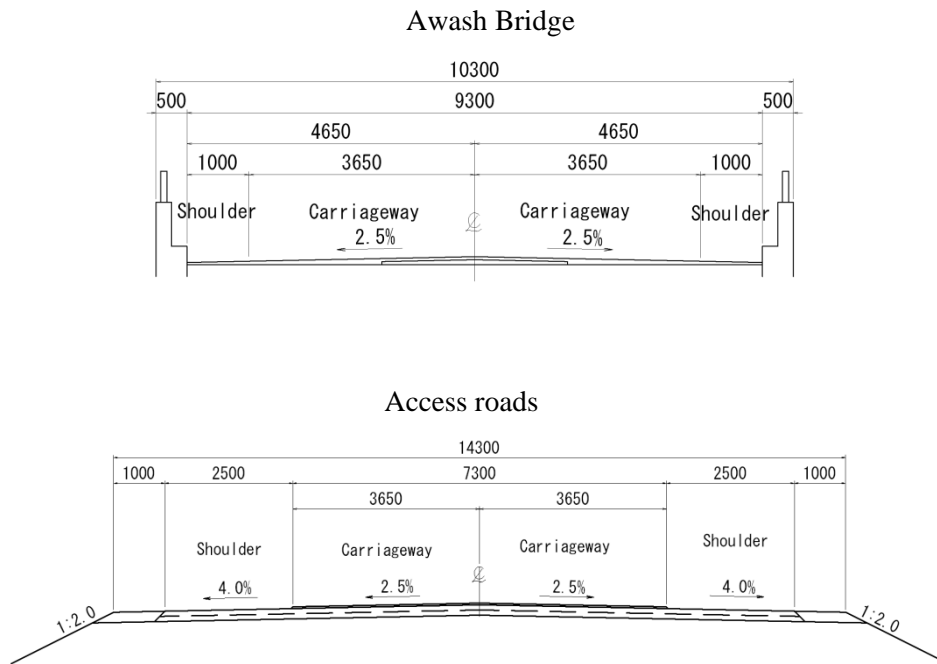 Awash Bridge
10300
500 9300 500
4650 4650
1000 3650 3650 1000
Shoulder Carriageway ℄ Carriageway Shoulder
2.5% 2.5%
Access roads
14300
1000 2500 7300 2500 1000
3650 3650
Shoulder Carriageway Carriageway Shoulder
4.0% 2.5% ℄ 2.5% 4.0%
1:2.0 1:2.0